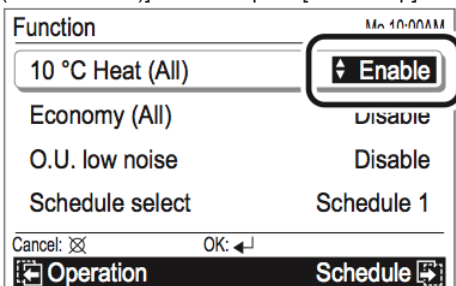 Function Mo 10:00AM
10 °C Heat (All) Enable
Economy (All) Disable
O.U. low noise Disable
Schedule select Schedule 1
Cancel: OK:
Operation Schedule